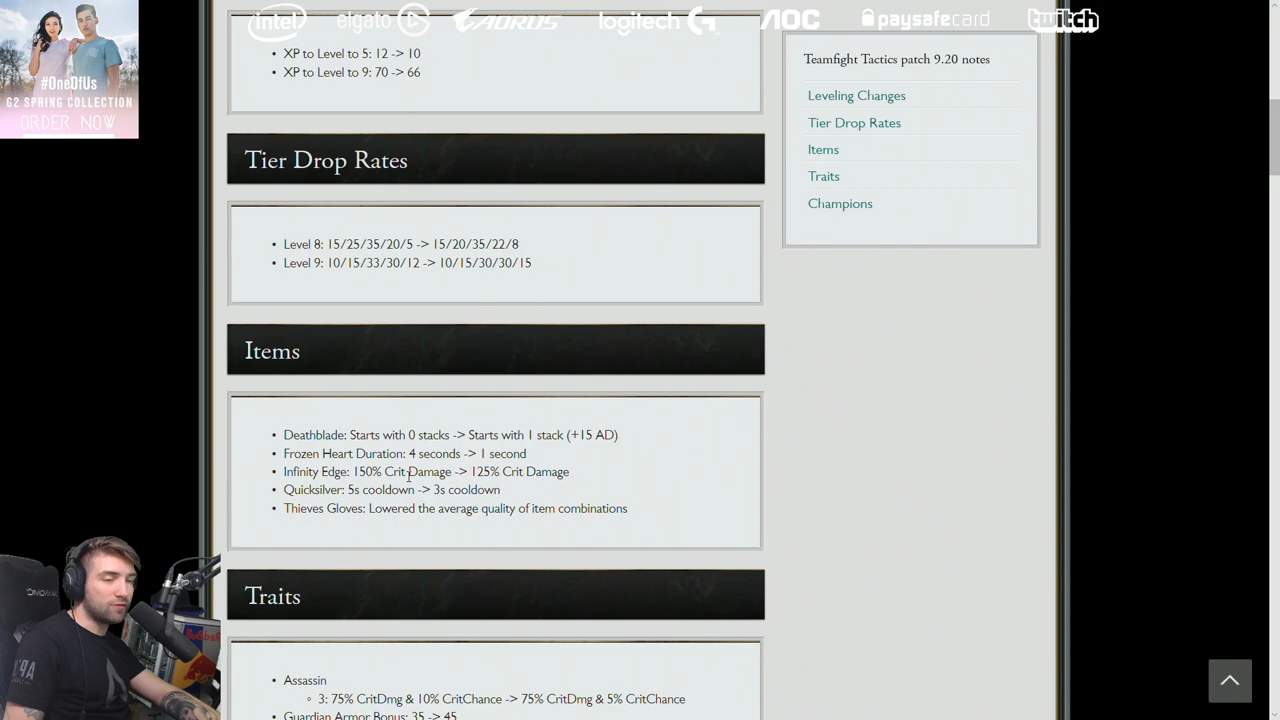 intel
elgato
AORUS
logitech G
AOC
paysafecard
twitch
#OneOfUs
G2 SPRING COLLECTION
ORDER NOW
• XP to Level to 5: 12 -> 10
• XP to Level to 9: 70 -> 66
Tier Drop Rates
• Level 8: 15/25/35/20/5 -> 15/20/35/22/8
• Level 9: 10/15/33/30/12 -> 10/15/30/30/15
Items
• Deathblade: Starts with 0 stacks -> Starts with 1 stack (+15 AD)
• Frozen Heart Duration: 4 seconds -> 1 second
• Infinity Edge: 150% Crit Damage -> 125% Crit Damage
• Quicksilver: 5s cooldown -> 3s cooldown
• Thieves Gloves: Lowered the average quality of item combinations
Traits
• Assassin
◦ 3: 75% CritDmg & 10% CritChance -> 75% CritDmg & 5% CritChance
• Guardian Armor Bonus: 35 -> 45
Teamfight Tactics patch 9.20 notes
Leveling Changes
Tier Drop Rates
Items
Traits
Champions